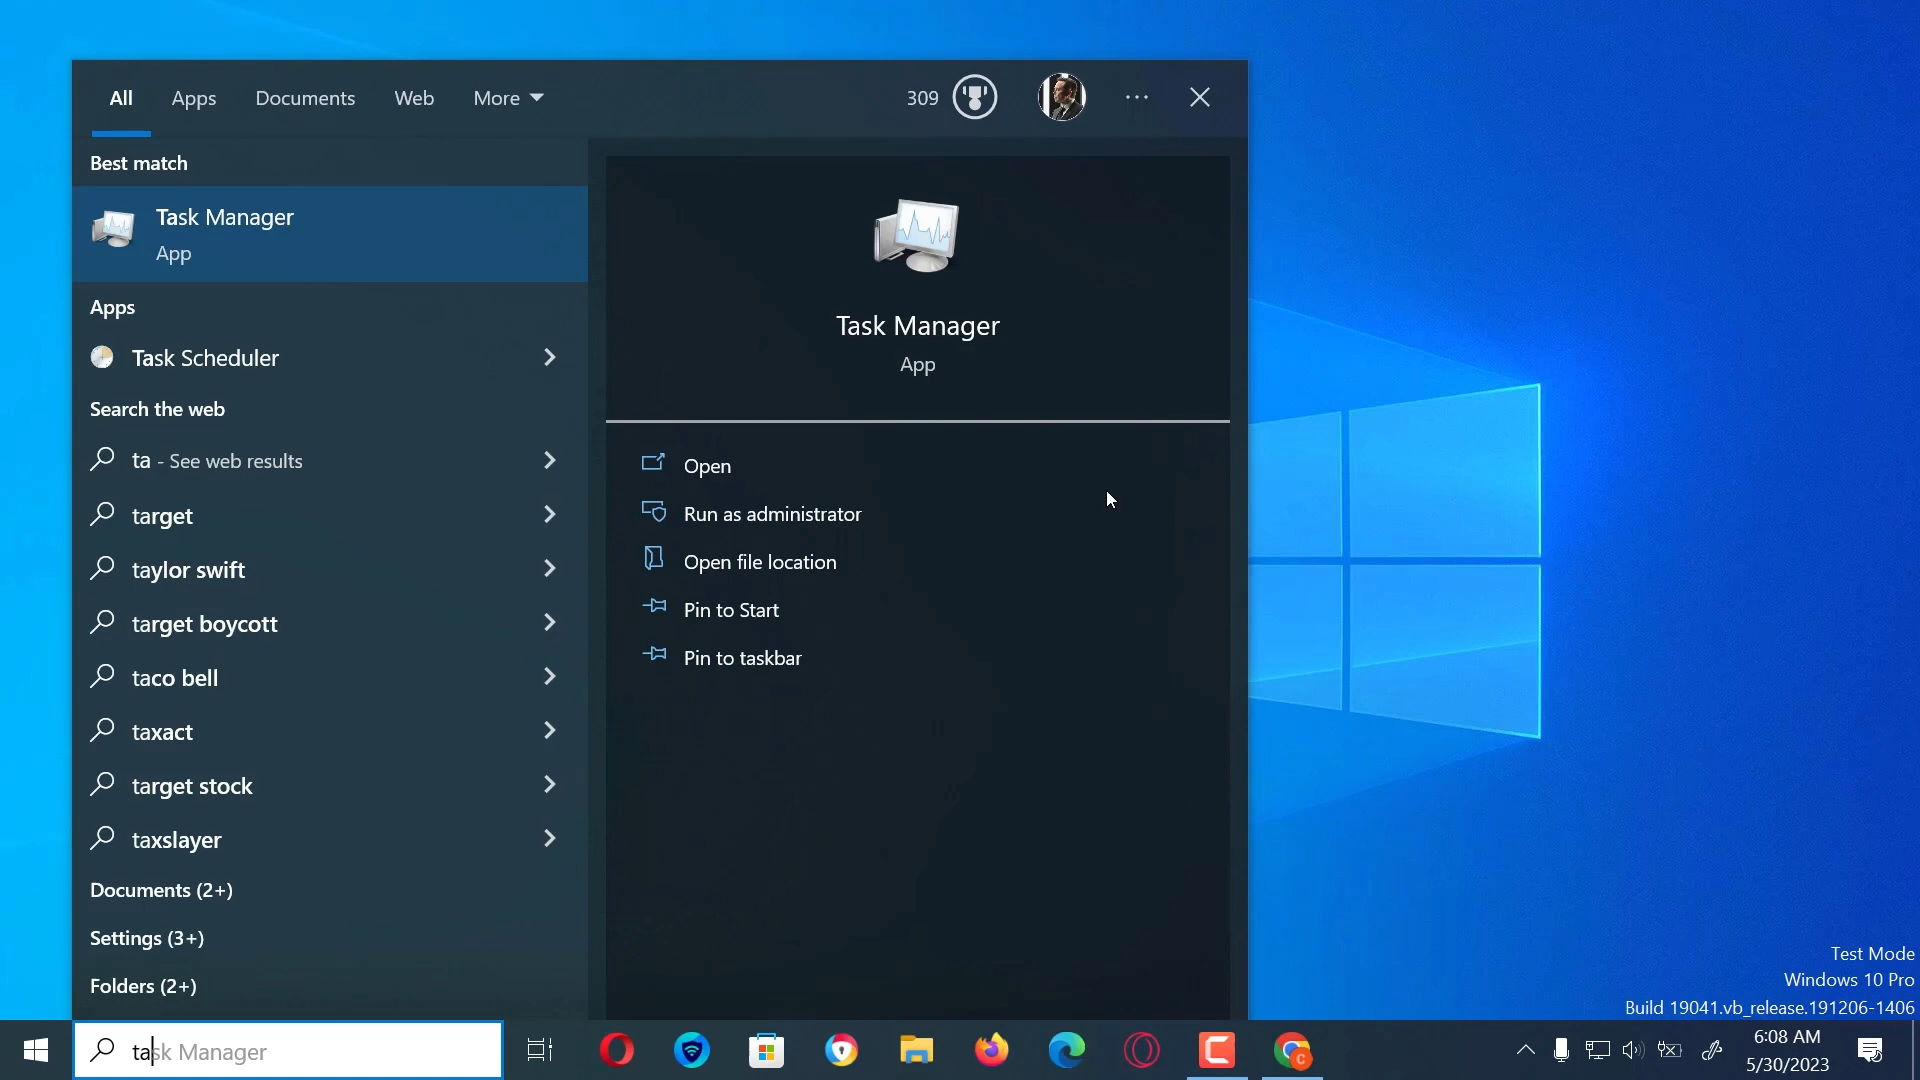 All Apps Documents Web More 309
Best match
Task Manager
App
Apps
Task Scheduler
Search the web
ta - See web results
target
taylor swift
target boycott
taco bell
taxact
target stock
taxslayer
Documents (2+)
Settings (3+)
Folders (2+)
Task Manager
App
Open
Run as administrator
Open file location
Pin to Start
Pin to taskbar
Test Mode
Windows 10 Pro
Build 19041.vb_release.191206-1406
task Manager
6:08 AM
5/30/2023